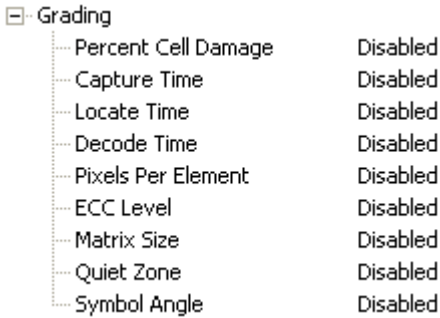 Grading
Percent Cell Damage Disabled
Capture Time Disabled
Locate Time Disabled
Decode Time Disabled
Pixels Per Element Disabled
ECC Level Disabled
Matrix Size Disabled
Quiet Zone Disabled
Symbol Angle Disabled